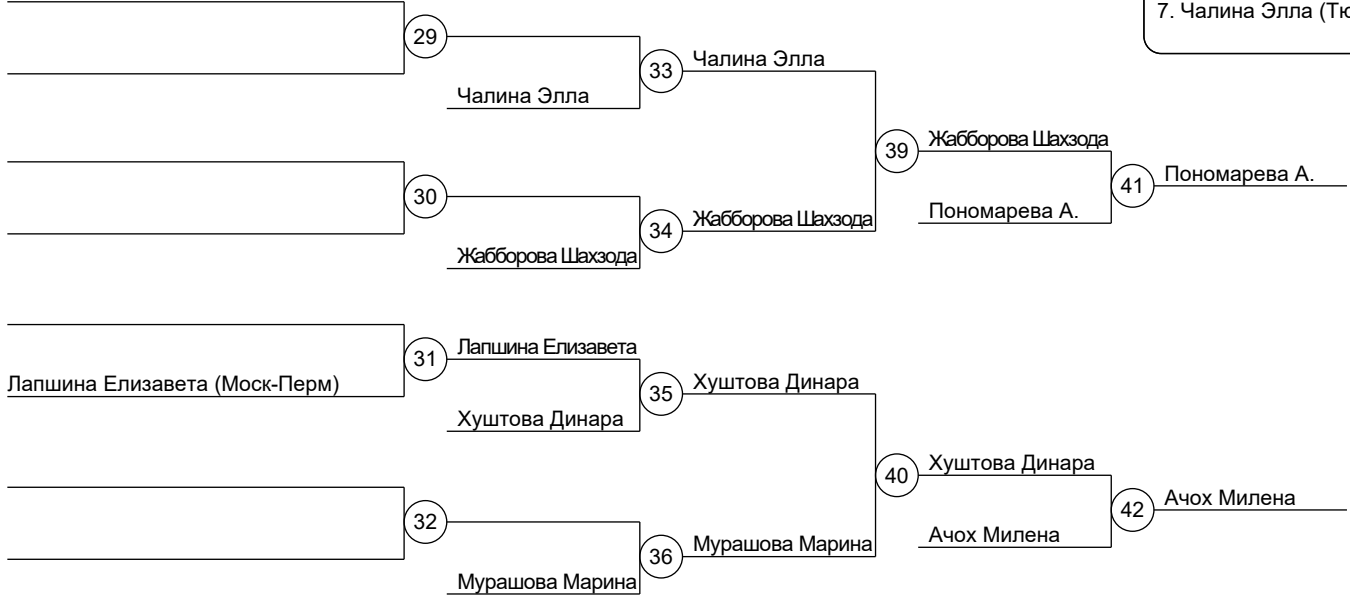 7. Чалина Элла (Тю
29
33
Чалина Элла
Чалина Элла
39
Жабборова Шахзода
41
Пономарева А.
30
34
Жабборова Шахзода
Пономарева А.
Жабборова Шахзода
31
Лапшина Елизавета
35
Хуштова Динара
Лапшина Елизавета (Моск-Перм)
Хуштова Динара
40
Хуштова Динара
42
Ачох Милена
32
36
Мурашова Марина
Ачох Милена
Мурашова Марина